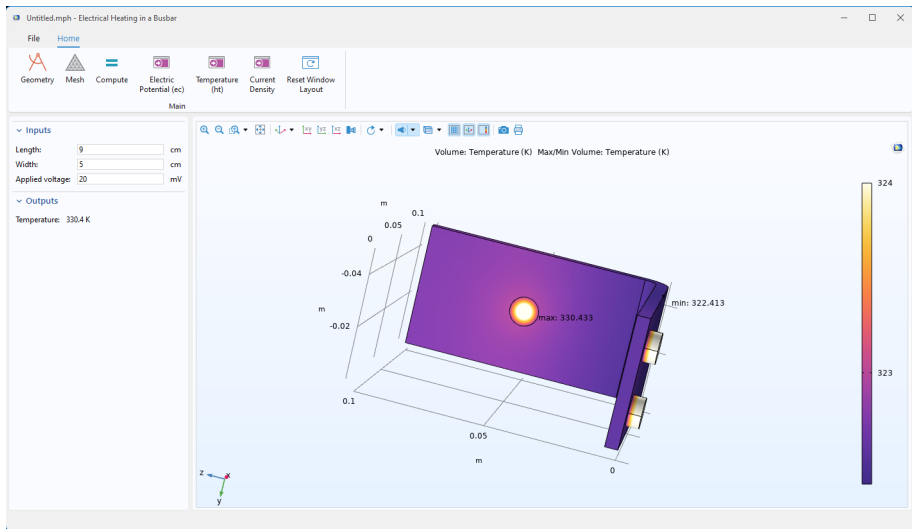 Untitled.mph - Electrical Heating in a Busbar
File Home
Geometry Mesh Compute Electric Potential (ec) Temperature (ht) Current Density Reset Window Layout
Main
Inputs
Length: 9 cm
Width: 5 cm
Applied voltage: 20 mV
Outputs
Temperature: 330.4 K
xy yz xz
Volume: Temperature (K) Max/Min Volume: Temperature (K)
324
m
0.1
0.05
0
-0.04
min: 322.413
m
max: 330.433
-0.02
323
0.1
0.05
m
0
z x
y